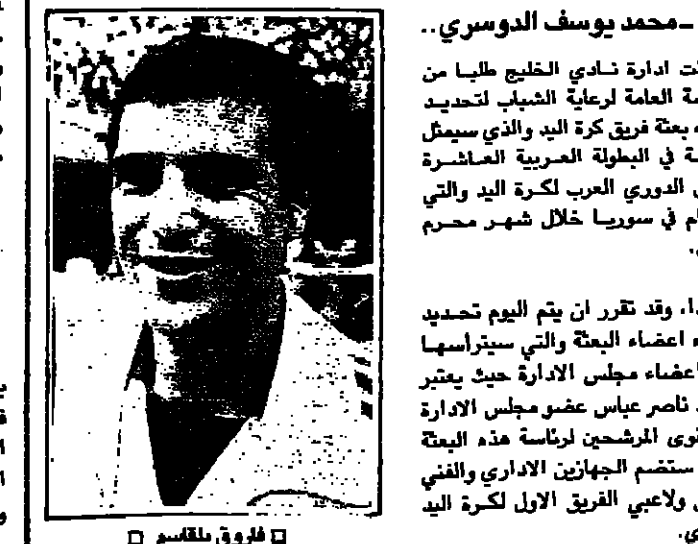 ـ محمد يوسف الدوسري..
ت ادارة نادي الخليج طلبا من
ة العامة لرعاية الشباب لتحديد
بعثة فريق كرة اليد والذي سيمثل
ة في البطولة العربية العاشرة
الدوري العرب لكرة اليد والتي
م في سوريا خلال شهر محرم
ا، وقد تقرر ان يتم اليوم تحديد
ء اعضاء البعثة والتي سيترأسها
اعضاء مجلس الادارة حيث يعتبر
ناصر عباس عضو مجلس الادارة
قوى المرشحين لرئاسة هذه البعثة
ستضم الجهازين الاداري والفني
ولاعبي الفريق الاول لكرة اليد
ي.
□ فاروق بلقاسم □